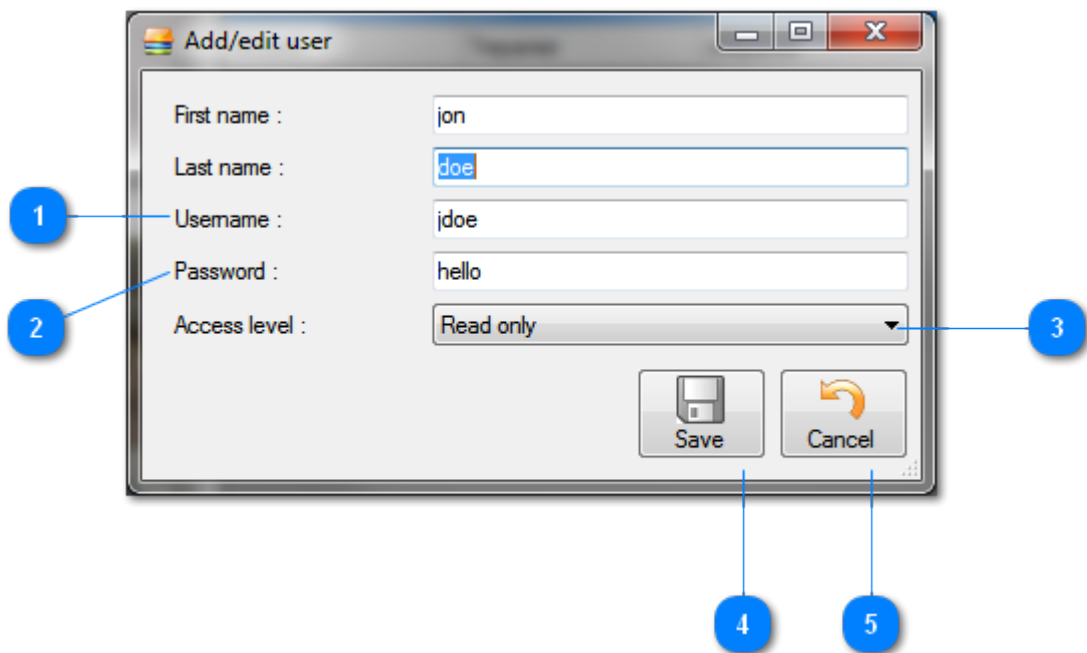 Add/edit user
First name : jon
Last name : doe
1 Username : jdoe
Password : hello
2 Access level : Read only 3
Save Cancel
4 5